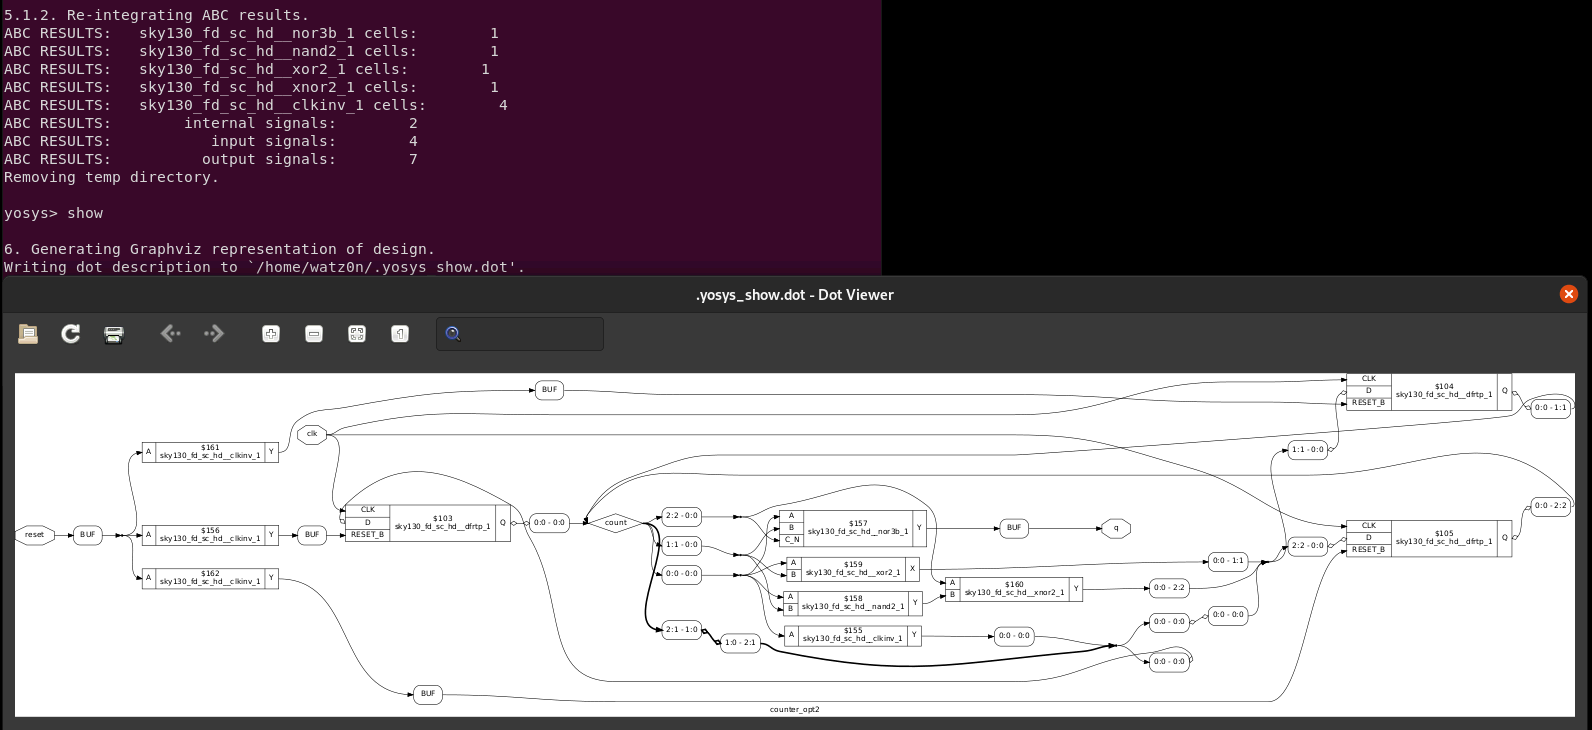 5.1.2. Re-integrating ABC results.
ABC RESULTS:   sky130_fd_sc_hd__nor3b_1 cells:        1
ABC RESULTS:   sky130_fd_sc_hd__nand2_1 cells:        1
ABC RESULTS:   sky130_fd_sc_hd__xor2_1 cells:        1
ABC RESULTS:   sky130_fd_sc_hd__xnor2_1 cells:        1
ABC RESULTS:   sky130_fd_sc_hd__clkinv_1 cells:        4
ABC RESULTS:        internal signals:        2
ABC RESULTS:           input signals:        4
ABC RESULTS:          output signals:        7
Removing temp directory.
yosys> show
6. Generating Graphviz representation of design.
Writing dot description to `/home/watz0n/.yosys_show.dot'.
.yosys_show.dot - Dot Viewer
reset
BUF
A $161 sky130_fd_sc_hd__clkinv_1 Y
A $156 sky130_fd_sc_hd__clkinv_1 Y
A $162 sky130_fd_sc_hd__clkinv_1 Y
BUF
clk
BUF
CLK
D
RESET_B
$103
sky130_fd_sc_hd__dfrtp_1
Q
BUF
0:0 - 0:0
count
2:2 - 0:0
1:1 - 0:0
0:0 - 0:0
2:1 - 1:0
1:0 - 2:1
A
B
C_N
$157
sky130_fd_sc_hd__nor3b_1
Y
A
B
$159
sky130_fd_sc_hd__xor2_1
X
A
B
$158
sky130_fd_sc_hd__nand2_1
Y
A
$155
sky130_fd_sc_hd__clkinv_1
Y
A
B
$160
sky130_fd_sc_hd__xnor2_1
Y
BUF
q
0:0 - 0:0
0:0 - 1:1
0:0 - 2:2
0:0 - 0:0
0:0 - 0:0
0:0 - 0:0
1:1 - 0:0
2:2 - 0:0
CLK
D
RESET_B
$104
sky130_fd_sc_hd__dfrtp_1
Q
0:0 - 1:1
CLK
D
RESET_B
$105
sky130_fd_sc_hd__dfrtp_1
Q
0:0 - 2:2
counter_opt2